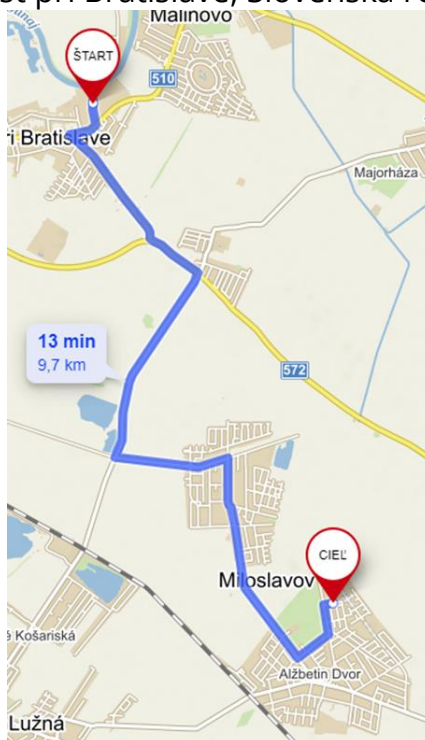 st pri Bratislave, Slovenská r
Malinovo
ŠTART
510
ri Bratislave
Majorháza
13 min
9,7 km
572
CIEĽ
Miloslavov
é Košariská
Alžbetin Dvor
Lužná